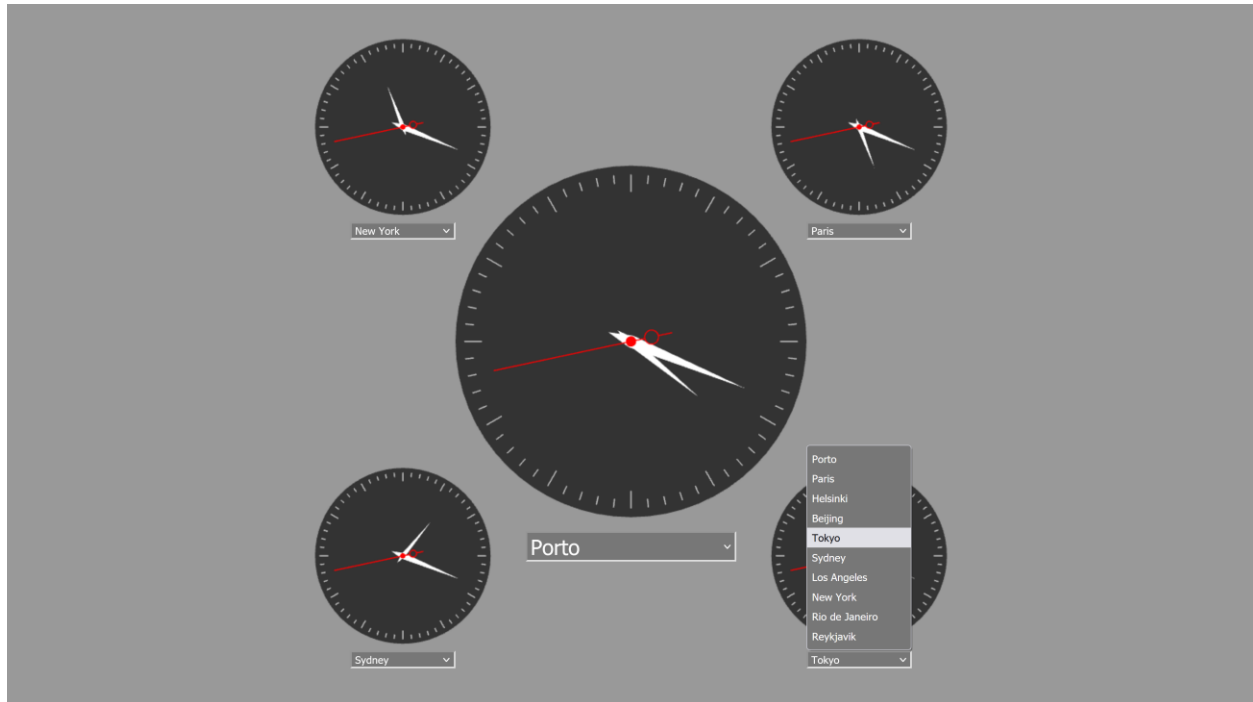 New York
Paris
Porto
Sydney
Porto
Paris
Helsinki
Beijing
Tokyo
Sydney
Los Angeles
New York
Rio de Janeiro
Reykjavik
Tokyo